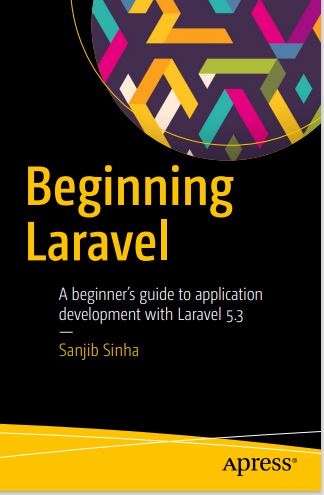 Beginning
Laravel
A beginner's guide to application
development with Laravel 5.3
—
Sanjib Sinha
Apress®